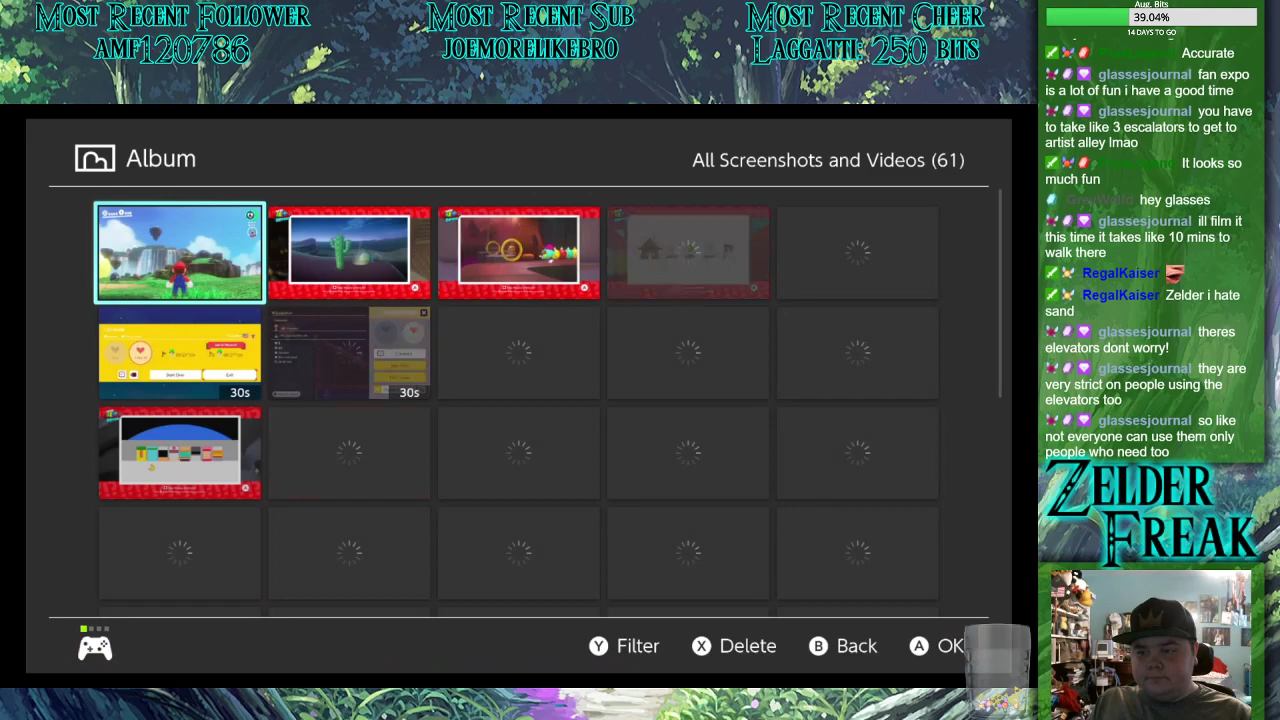 Most Recent Follower
amf120786
Most Recent Sub
joemorelikebro
Most Recent Cheer
Laggatti: 250 bits
Aug. Bits
39.04%
14 DAYS TO GO
Album
All Screenshots and Videos (61)
30s
30s
Y Filter
X Delete
B Back
A OK
Accurate
glassesjournal fan expo
is a lot of fun i have a good time
glassesjournal you have
to take like 3 escalators to get to
artist alley lmao
It looks so
much fun
hey glasses
glassesjournal ill film it
this time it takes like 10 mins to
walk there
RegalKaiser
RegalKaiser Zelder i hate
sand
glassesjournal theres
elevators dont worry!
glassesjournal they are
very strict on people using the
elevators too
glassesjournal so like
not everyone can use them only
people who need too
Zelder
Freak